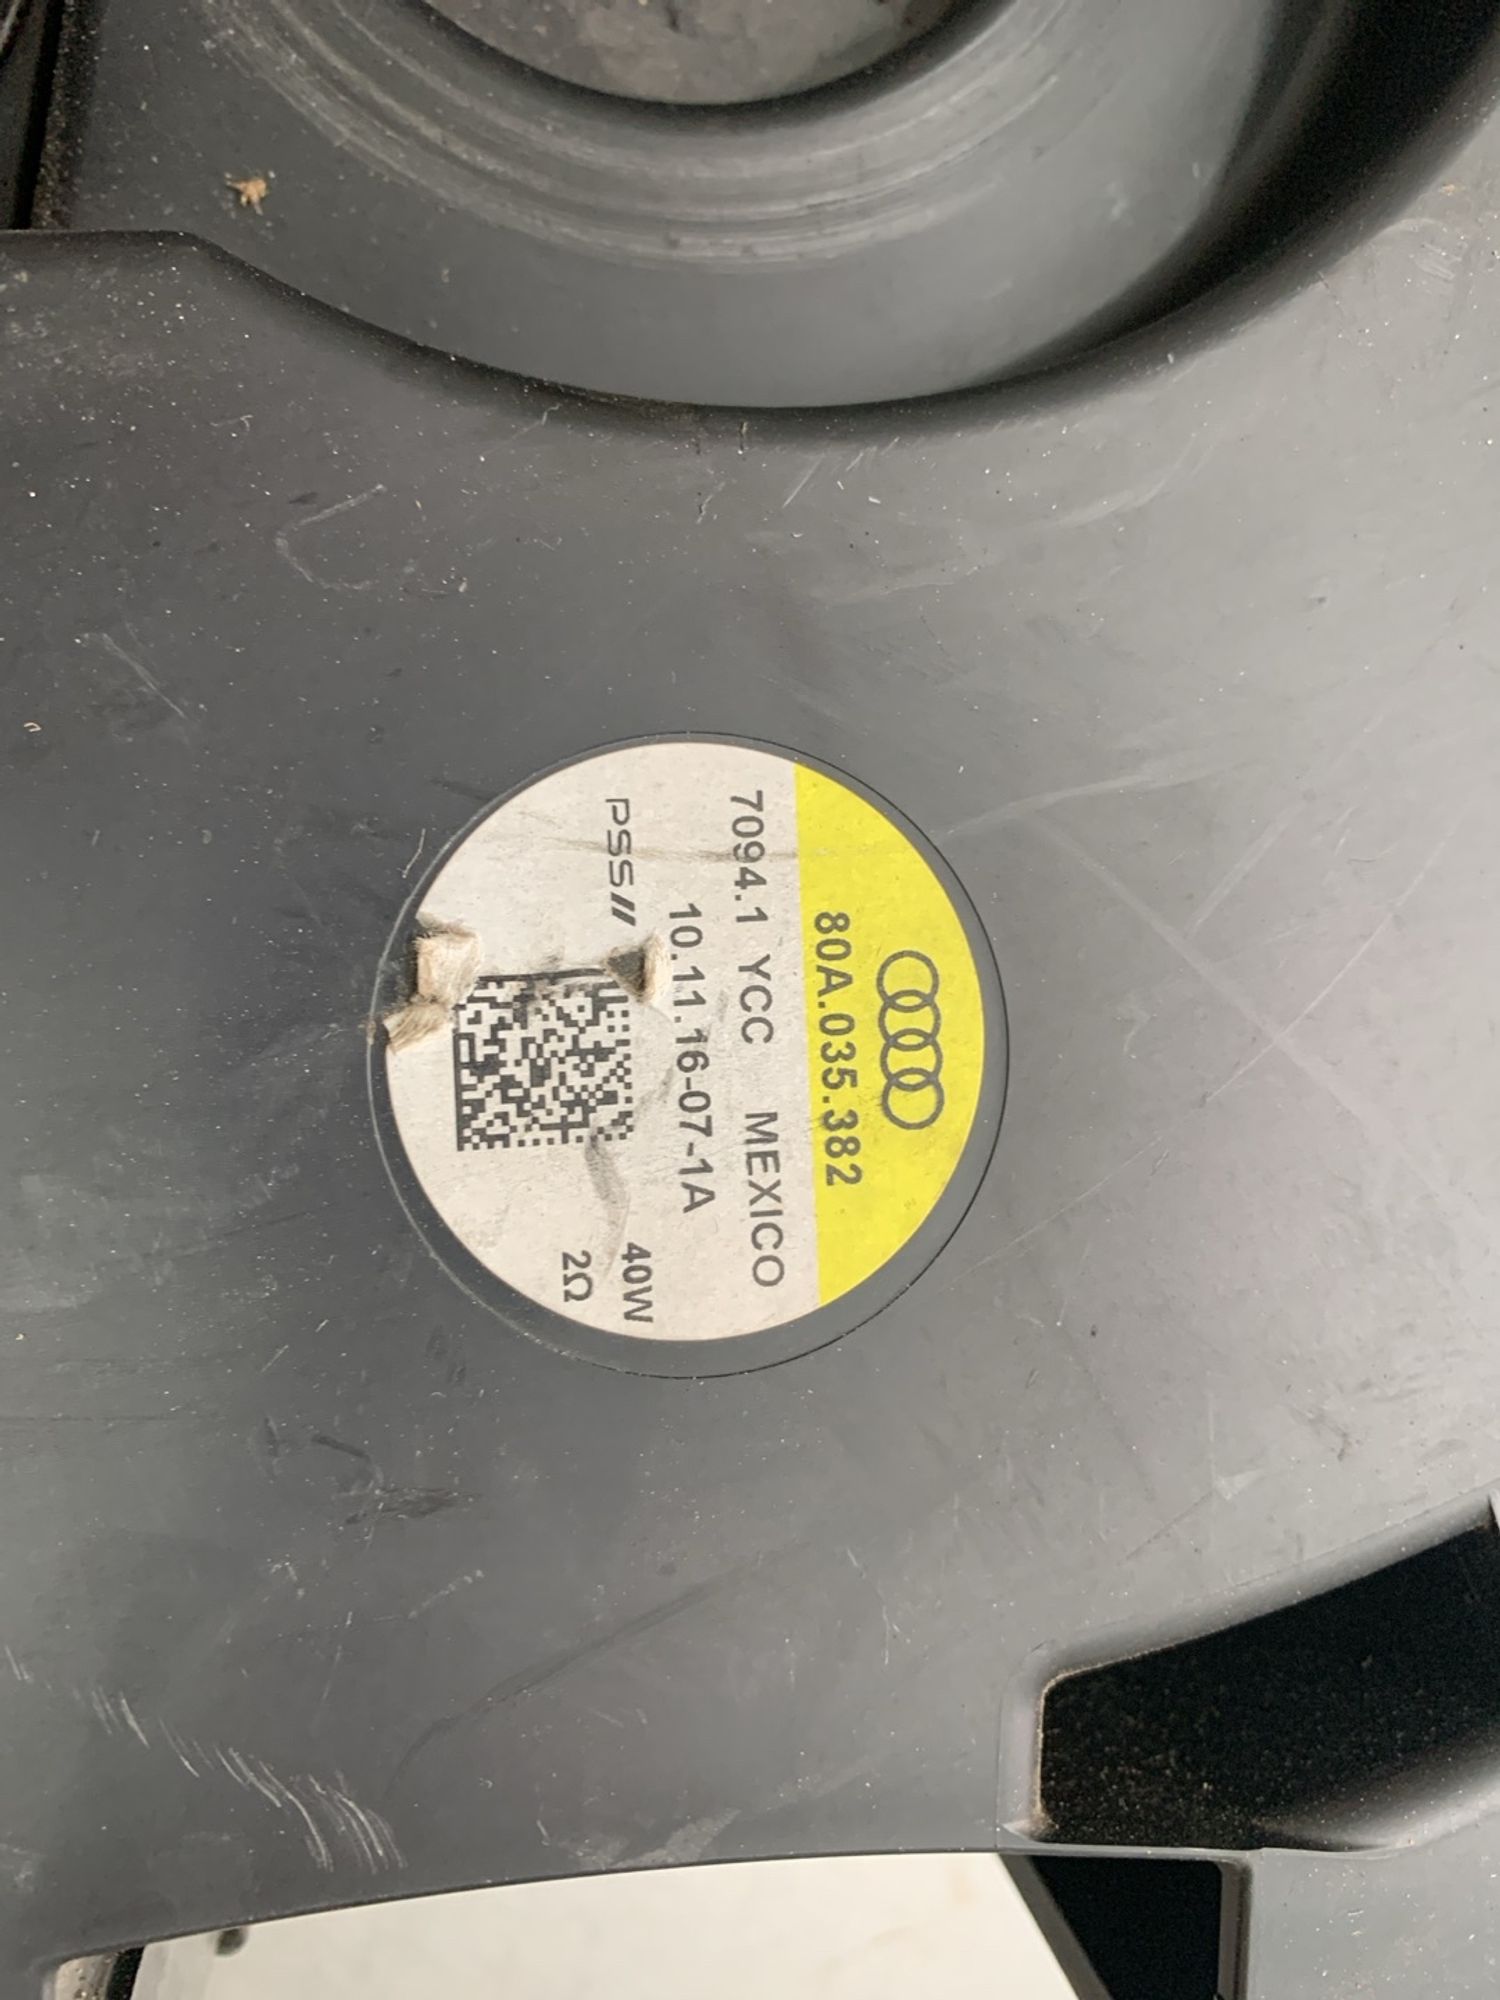 80A.035.382
7094.1 YCC MEXICO
10.11.16-07-1A
PSS//
40W
2Ω